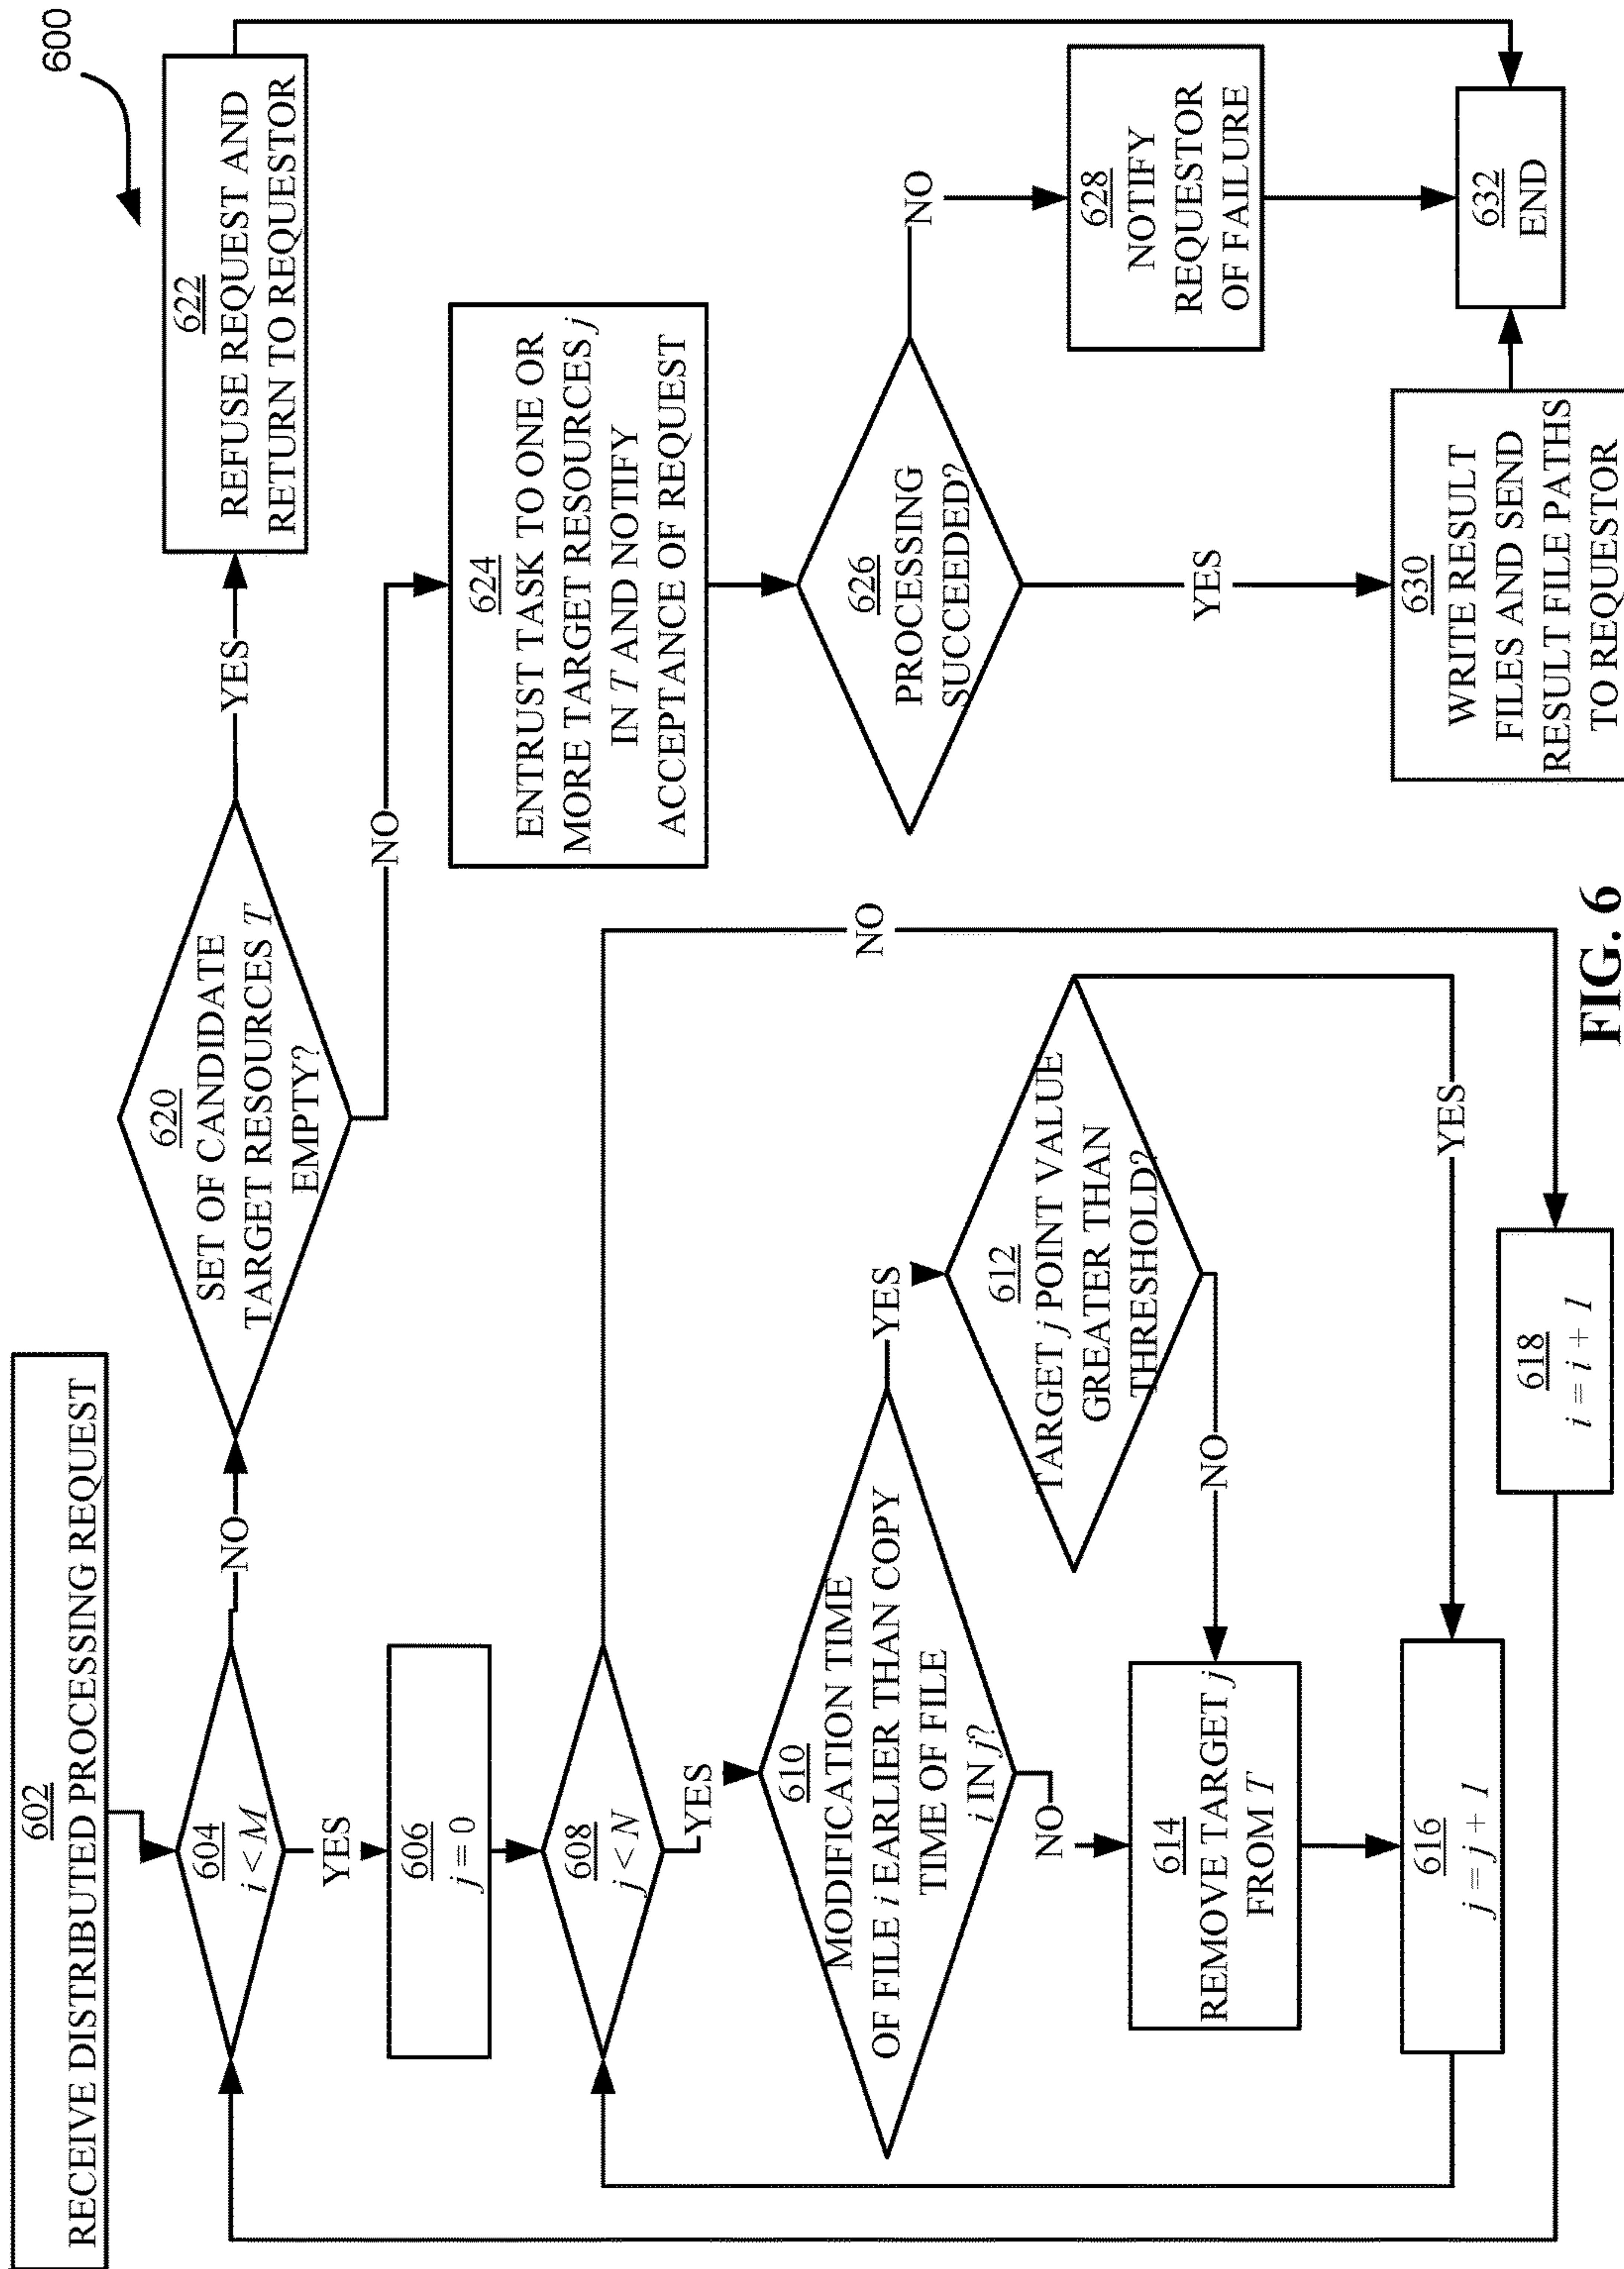 600
602
RECEIVE DISTRIBUTED PROCESSING REQUEST
604
i < M
NO
YES
606
j = 0
608
j < N
NO
YES
610
MODIFICATION TIME
OF FILE i EARLIER THAN COPY
TIME OF FILE
i IN j?
YES
NO
612
TARGET j POINT VALUE
GREATER THAN
THRESHOLD?
NO
YES
614
REMOVE TARGET j
FROM T
616
j = j + 1
618
i = i + 1
620
SET OF CANDIDATE
TARGET RESOURCES T
EMPTY?
YES
NO
622
REFUSE REQUEST AND
RETURN TO REQUESTOR
624
ENTRUST TASK TO ONE OR
MORE TARGET RESOURCES j
IN T AND NOTIFY
ACCEPTANCE OF REQUEST
626
PROCESSING
SUCCEEDED?
NO
YES
628
NOTIFY
REQUESTOR
OF FAILURE
630
WRITE RESULT
FILES AND SEND
RESULT FILE PATHS
TO REQUESTOR
632
END
FIG. 6